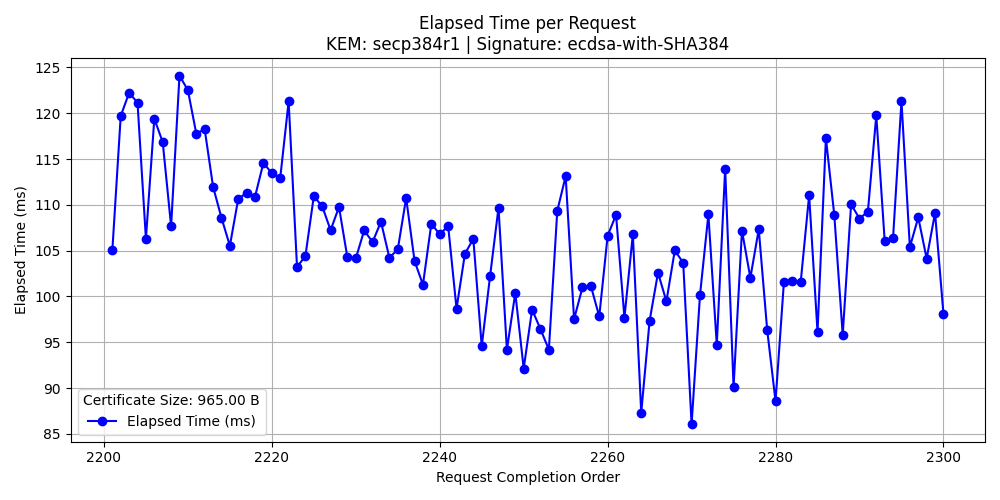 Elapsed Time per Request
KEM: secp384r1 | Signature: ecdsa-with-SHA384
Elapsed Time (ms)
125
120
115
110
105
100
95
90
85
Certificate Size: 965.00 B
Elapsed Time (ms)
2200 2220 2240 2260 2280 2300
Request Completion Order